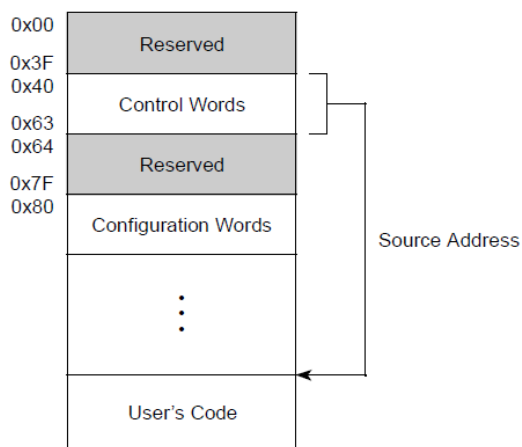 0x00
Reserved
0x3F
0x40
Control Words
0x63
0x64
Reserved
0x7F
0x80
Configuration Words
Source Address
User's Code